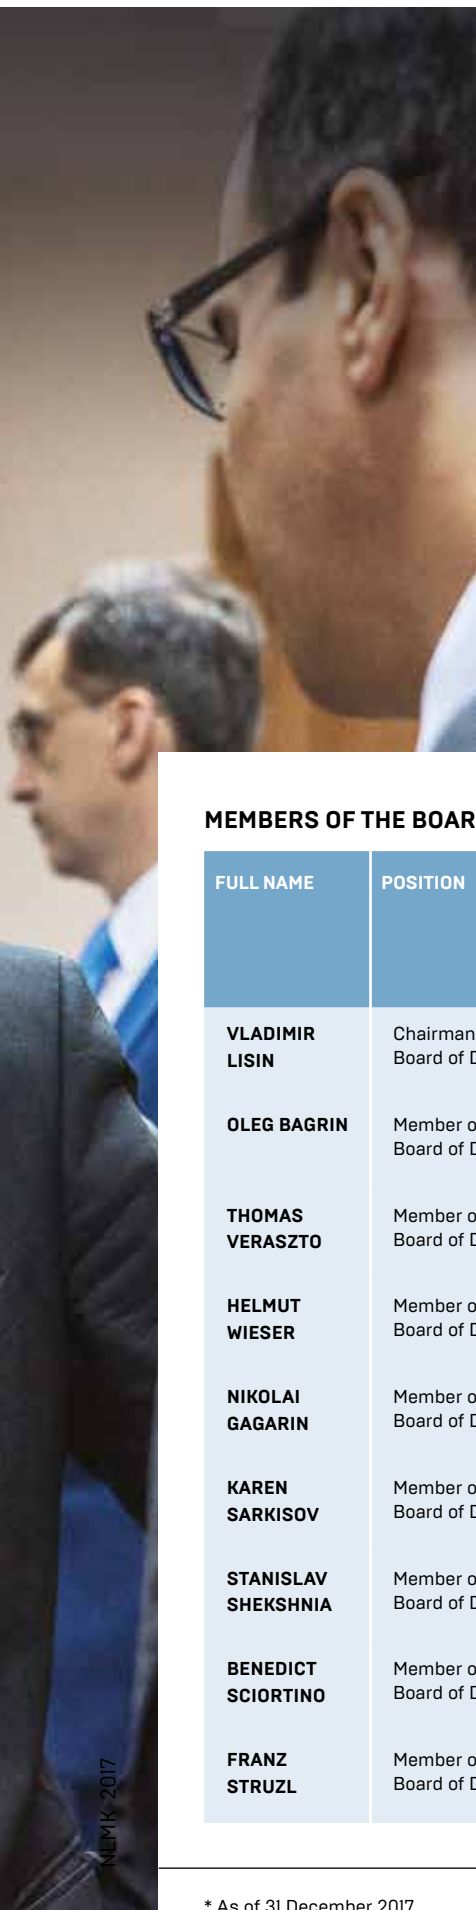 MEMBERS OF THE BOAR
FULL NAME POSITION
VLADIMIR
LISIN
Chairman
Board of D
OLEG BAGRIN
Member o
Board of D
THOMAS
VERASZTO
Member o
Board of D
HELMUT
WIESER
Member o
Board of D
NIKOLAI
GAGARIN
Member o
Board of D
KAREN
SARKISOV
Member o
Board of D
STANISLAV
SHEKSHNIA
Member o
Board of D
BENEDICT
SCIORTINO
Member o
Board of D
FRANZ
STRUZL
Member o
Board of D
NLMK 2017
* As of 31 December 2017